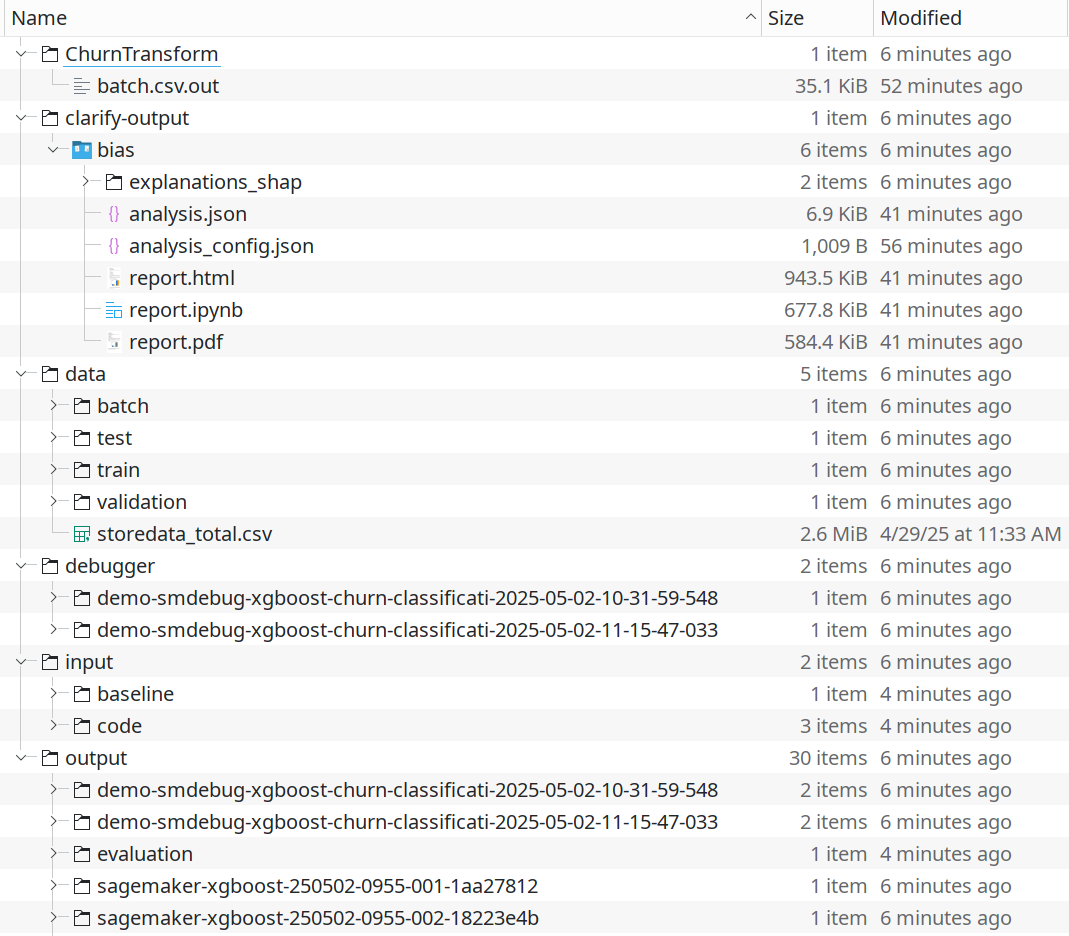 Name Size Modified
ChurnTransform 1 item 6 minutes ago
batch.csv.out 35.1 KiB 52 minutes ago
clarify-output 1 item 6 minutes ago
bias 6 items 6 minutes ago
explanations_shap 2 items 6 minutes ago
{} analysis.json 6.9 KiB 41 minutes ago
{} analysis_config.json 1,009 B 56 minutes ago
report.html 943.5 KiB 41 minutes ago
report.ipynb 677.8 KiB 41 minutes ago
report.pdf 584.4 KiB 41 minutes ago
data 5 items 6 minutes ago
batch 1 item 6 minutes ago
test 1 item 6 minutes ago
train 1 item 6 minutes ago
validation 1 item 6 minutes ago
storedata_total.csv 2.6 MiB 4/29/25 at 11:33 AM
debugger 2 items 6 minutes ago
demo-smdebug-xgboost-churn-classificati-2025-05-02-10-31-59-548 1 item 6 minutes ago
demo-smdebug-xgboost-churn-classificati-2025-05-02-11-15-47-033 1 item 6 minutes ago
input 2 items 6 minutes ago
baseline 1 item 4 minutes ago
code 3 items 4 minutes ago
output 30 items 6 minutes ago
demo-smdebug-xgboost-churn-classificati-2025-05-02-10-31-59-548 2 items 6 minutes ago
demo-smdebug-xgboost-churn-classificati-2025-05-02-11-15-47-033 2 items 6 minutes ago
evaluation 1 item 4 minutes ago
sagemaker-xgboost-250502-0955-001-1aa27812 1 item 6 minutes ago
sagemaker-xgboost-250502-0955-002-18223e4b 1 item 6 minutes ago